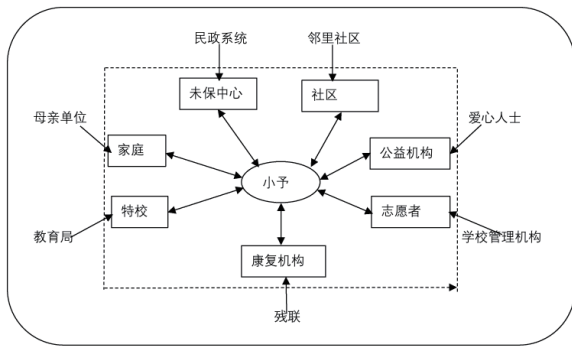 民政系统
邻里社区
未保中心
社区
母亲单位
爱心人士
家庭
公益机构
小予
特校
志愿者
教育局
学校管理机构
康复机构
残联